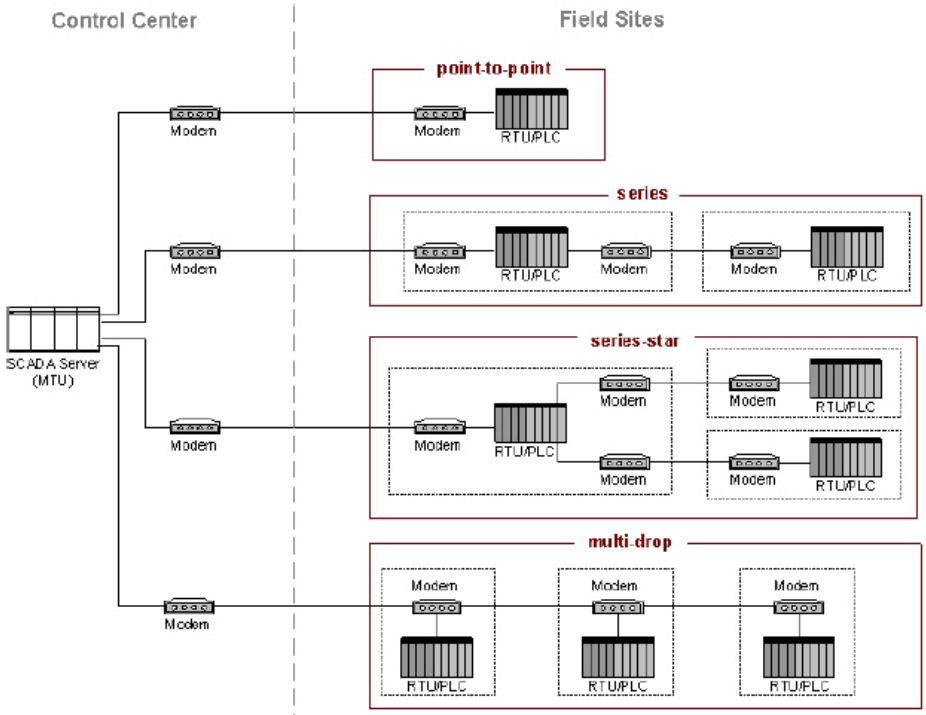 Control Center
Field Sites
point-to-point
Modem
Modem
RTU/PLC
series
Modem
Modem
RTU/PLC
Modem
Modem
RTU/PLC
SCADA Server
(MTU)
series-star
Modem
Modem
RTU/PLC
Modem
Modem
RTU/PLC
Modem
Modem
Modem
RTU/PLC
multi-drop
Modem
Modem
Modem
Modem
RTU/PLC
RTU/PLC
RTU/PLC